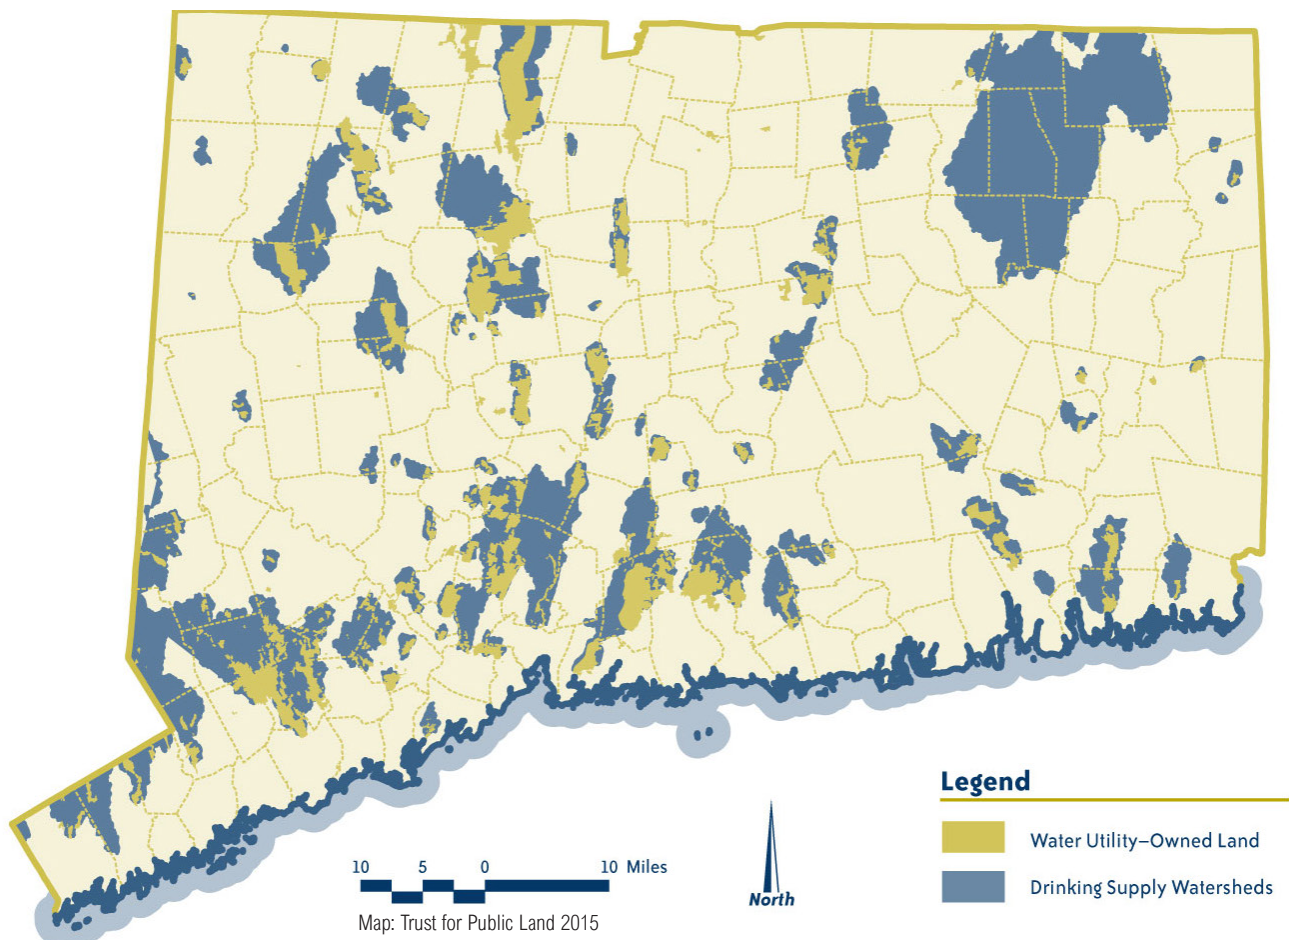 Legend
Water Utility–Owned Land
Drinking Supply Watersheds
10 5 0 10 Miles
Map: Trust for Public Land 2015
North